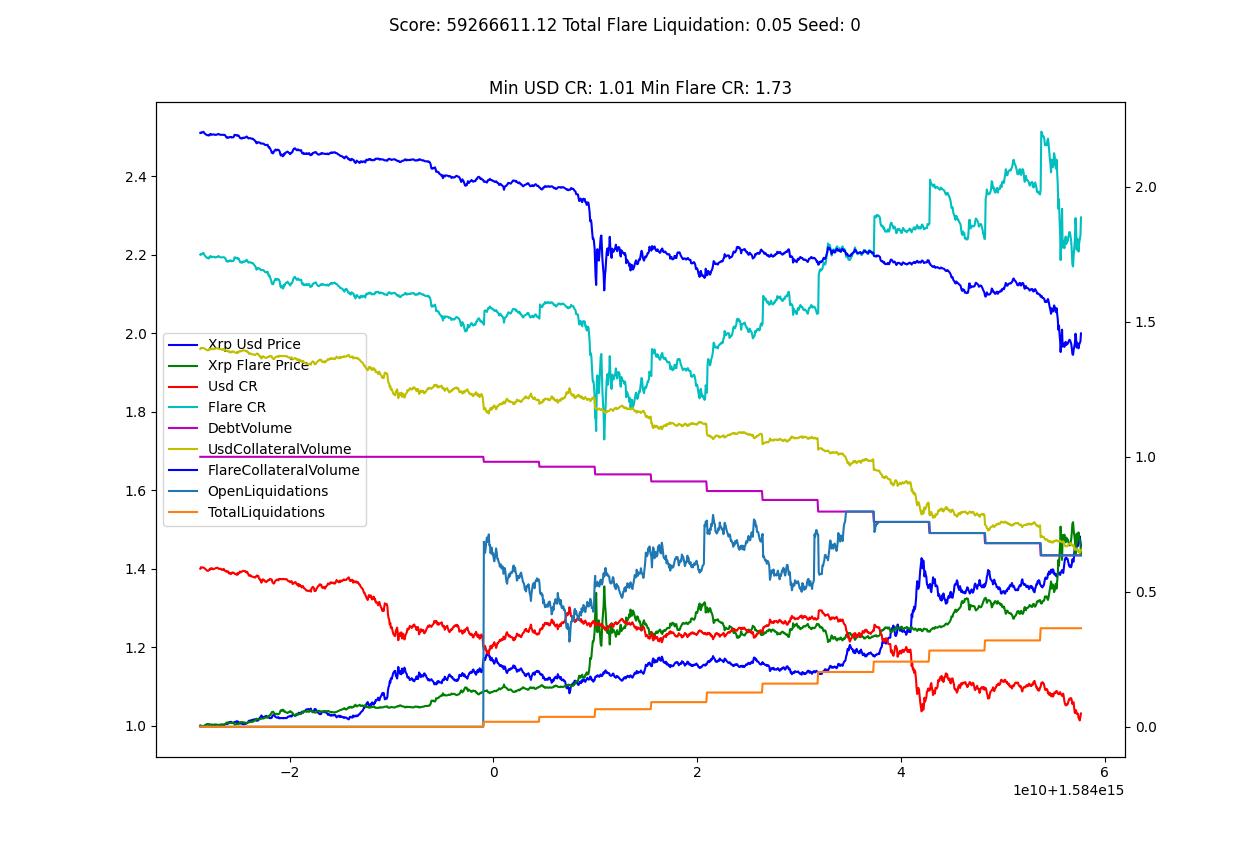 Score: 59266611.12 Total Flare Liquidation: 0.05 Seed: 0
Min USD CR: 1.01 Min Flare CR: 1.73
2.4
2.2
2.0
1.8
1.6
1.4
1.2
1.0
Xrp Usd Price
Xrp Flare Price
Usd CR
Flare CR
DebtVolume
UsdCollateralVolume
FlareCollateralVolume
OpenLiquidations
TotalLiquidations
2.0
1.5
1.0
0.5
0.0
−2 0 2 4 6
1e10+1.584e15